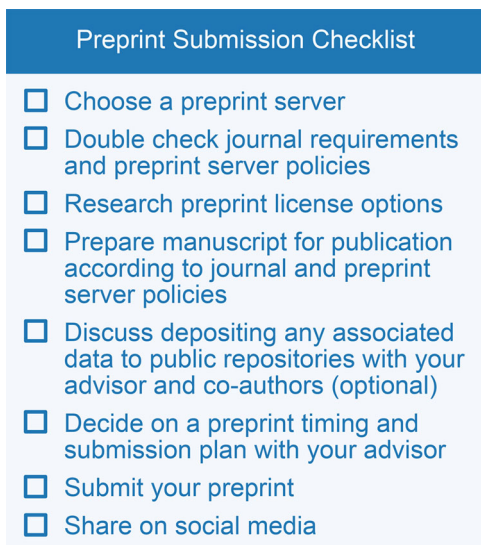 Preprint Submission Checklist
Choose a preprint server
Double check journal requirements
and preprint server policies
Research preprint license options
Prepare manuscript for publication
according to journal and preprint
server policies
Discuss depositing any associated
data to public repositories with your
advisor and co-authors (optional)
Decide on a preprint timing and
submission plan with your advisor
Submit your preprint
Share on social media